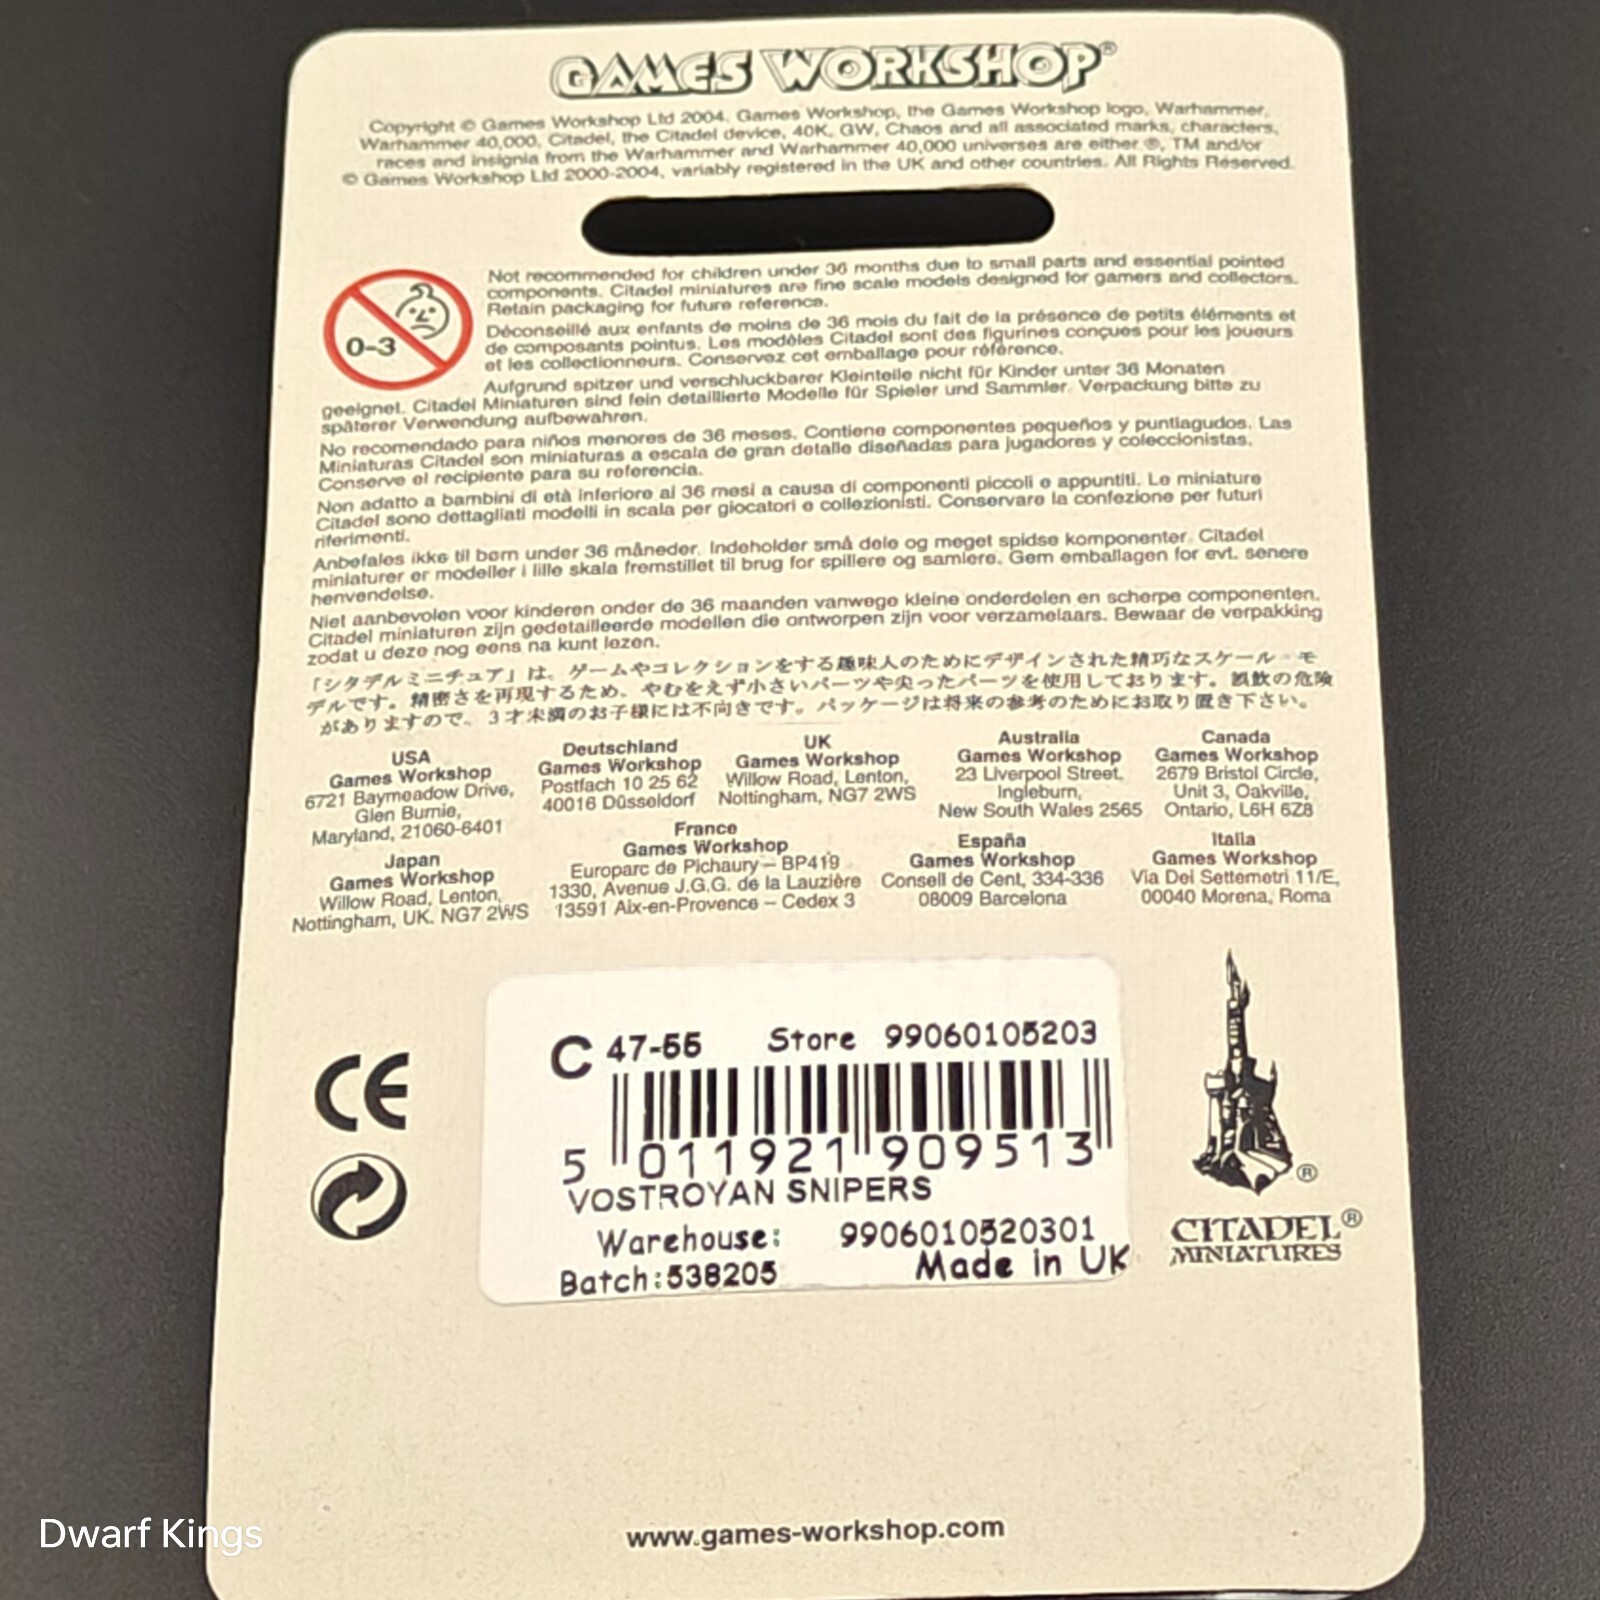 GAMES WORKSHOP®
Copyright © Games Workshop Ltd 2004. Games Workshop, the Games Workshop logo, Warhammer,
Warhammer 40,000, Citadel, the Citadel device, 40K, GW, Chaos and all associated marks, characters,
races and insignia from the Warhammer and Warhammer 40,000 universes are either ®, TM and/or
© Games Workshop Ltd 2000-2004, variably registered in the UK and other countries. All Rights Reserved.
0-3
Not recommended for children under 36 months due to small parts and essential pointed
components. Citadel miniatures are fine scale models designed for gamers and collectors.
Retain packaging for future reference.
Déconseillé aux enfants de moins de 36 mois du fait de la présence de petits éléments et
de composants pointus. Les modèles Citadel sont des figurines conçues pour les joueurs
et les collectionneurs. Conservez cet emballage pour référence.
Aufgrund spitzer und verschluckbarer Kleinteile nicht für Kinder unter 36 Monaten
geeignet. Citadel Miniaturen sind fein detaillierte Modelle für Spieler und Sammler. Verpackung bitte zu
späterer Verwendung aufbewahren.
No recomendado para niños menores de 36 meses. Contiene componentes pequeños y puntiagudos. Las
Miniaturas Citadel son miniaturas a escala de gran detalle diseñadas para jugadores y coleccionistas.
Conserve el recipiente para su referencia.
Non adatto a bambini di età inferiore ai 36 mesi a causa di componenti piccoli e appuntiti. Le miniature
Citadel sono dettagliati modelli in scala per giocatori e collezionisti. Conservare la confezione per futuri
riferimenti.
Anbefales ikke til børn under 36 måneder. Indeholder små dele og meget spidse komponenter. Citadel
miniaturer er modeller i lille skala fremstillet til brug for spillere og samlere. Gem emballagen for evt. senere
henvendelse.
Niet aanbevolen voor kinderen onder de 36 maanden vanwege kleine onderdelen en scherpe componenten.
Citadel miniaturen zijn gedetailleerde modellen die ontworpen zijn voor verzamelaars. Bewaar de verpakking
zodat u deze nog eens na kunt lezen.
「シタデルミニチュア」は、ゲームやコレクションをする趣味人のためにデザインされた精巧なスケール・モ
デルです。精密さを再現するため、やむをえず小さいパーツや尖ったパーツを使用しております。誤飲の危険
がありますので、3才未満のお子様には不向きです。パッケージは将来の参考のためにお取り置き下さい。
USA
Games Workshop
6721 Baymeadow Drive,
Glen Burnie,
Maryland, 21060-6401
Deutschland
Games Workshop
Postfach 10 25 62
40016 Düsseldorf
UK
Games Workshop
Willow Road, Lenton,
Nottingham, NG7 2WS
Australia
Games Workshop
23 Liverpool Street,
Ingleburn,
New South Wales 2565
Canada
Games Workshop
2679 Bristol Circle,
Unit 3, Oakville,
Ontario, L6H 6Z8
Japan
Games Workshop
Willow Road, Lenton,
Nottingham, UK. NG7 2WS
France
Games Workshop
Europarc de Pichaury – BP419
1330, Avenue J.G.G. de la Lauzière
13591 Aix-en-Provence – Cedex 3
España
Games Workshop
Consell de Cent, 334-336
08009 Barcelona
Italia
Games Workshop
Via Dei Settemetri 11/E,
00040 Morena, Roma
CE
C 47-55 Store 99060105203
5 011921 909513
VOSTROYAN SNIPERS
Warehouse: 9906010520301
Batch:538205 Made in UK
®
CITADEL®
MINIATURES
www.games-workshop.com
Dwarf Kings